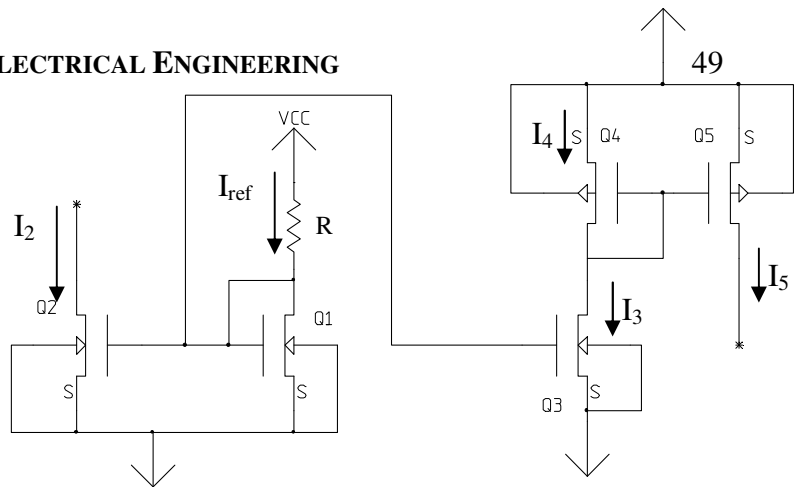 LECTRICAL ENGINEERING
49
VCC
I4
S
Q4
Q5
S
Iref
I2
R
I5
Q2
Q1
I3
S
S
Q3
S